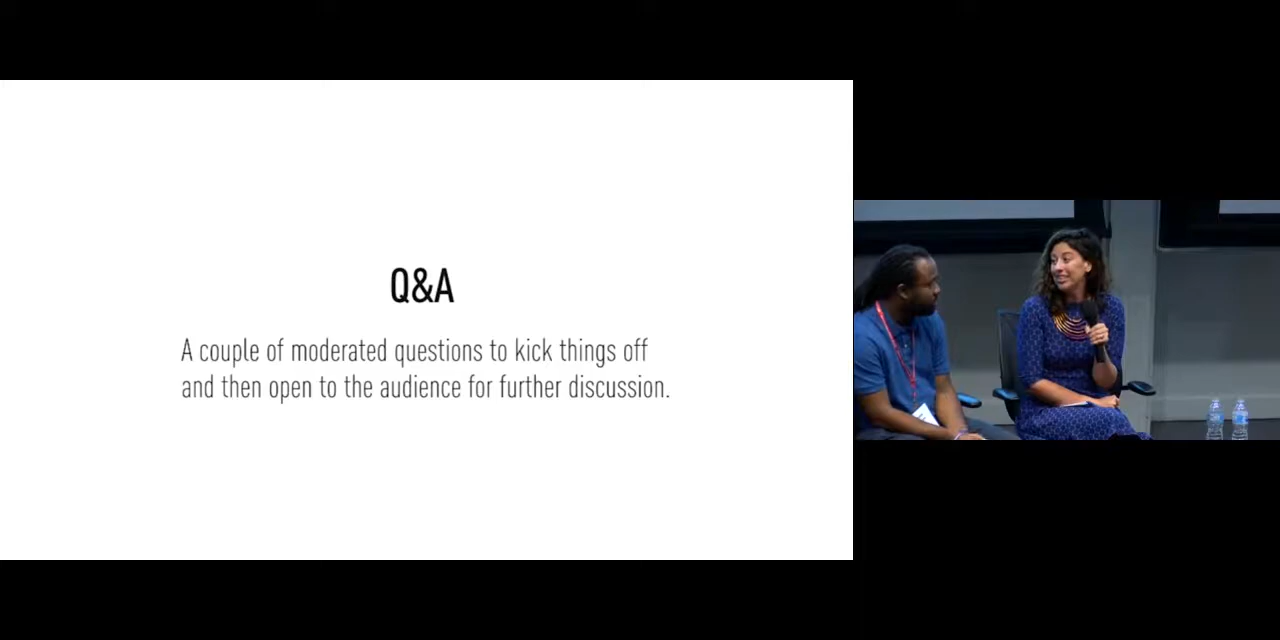 Q&A
A couple of moderated questions to kick things off
and then open to the audience for further discussion.